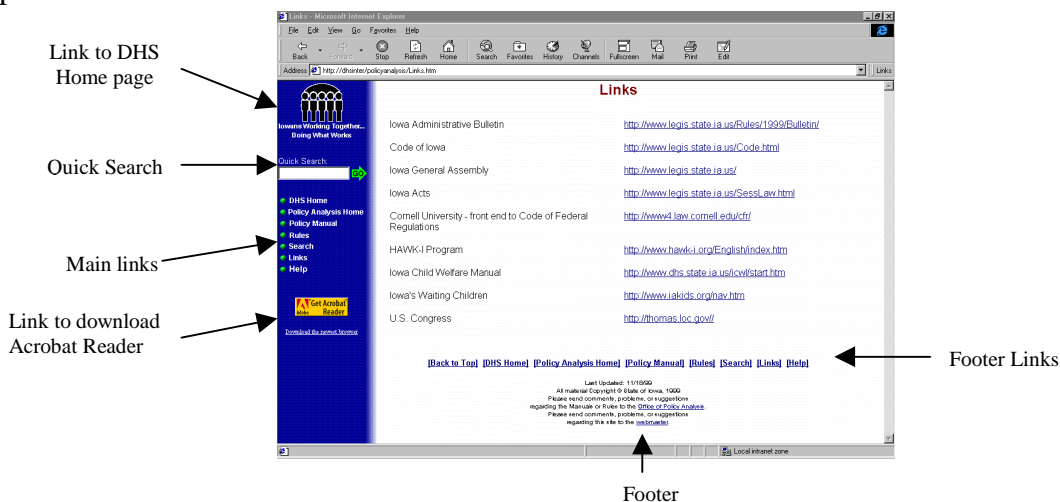 Links - Microsoft Internet Explorer
File Edit View Go Favorites Help
Back Forward Stop Refresh Home Search Favorites History Channels Fullscreen Mail Print Edit
Address http://dhsinter/policyanalysis/Links.htm Links
Link to DHS
Home page
Iowans Working Together...
Doing What Works
Quick Search
Quick Search:
GO
DHS Home
Policy Analysis Home
Policy Manual
Rules
Search
Links
Help
Main links
Get Acrobat
Adobe Reader
Download the newest browser
Link to download
Acrobat Reader
Links
Iowa Administrative Bulletin http://www.legis.state.ia.us/Rules/1999/Bulletin/
Code of Iowa http://www.legis.state.ia.us/Code.html
Iowa General Assembly http://www.legis.state.ia.us/
Iowa Acts http://www.legis.state.ia.us/SessLaw.html
Cornell University - front end to Code of Federal http://www4.law.cornell.edu/cfr/
Regulations
HAWK-I Program http://www.hawk-i.org/English/index.htm
Iowa Child Welfare Manual http://www.dhs.state.ia.us/icwl/start.htm
Iowa's Waiting Children http://www.iakids.org/nav.htm
U.S. Congress http://thomas.loc.gov//
[Back to Top] [DHS Home] [Policy Analysis Home] [Policy Manual] [Rules] [Search] [Links] [Help]
Footer Links
Last Updated: 11/18/99
All material Copyright © State of Iowa, 1999
Please send comments, problems, or suggestions
regarding the Manuals or Rules to the Office of Policy Analysis.
Please send comments, problems, or suggestions
regarding this site to the webmaster.
Local intranet zone
Footer